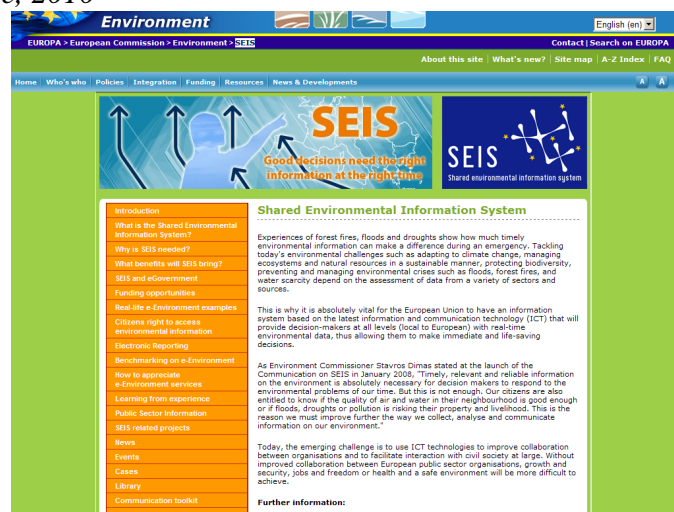 2010
Environment
English (en)
EUROPA > European Commission > Environment > SEIS
Contact | Search on EUROPA
About this site | What's new? | Site map | A-Z Index | FAQ
Home | Who's who | Policies | Integration | Funding | Resources | News & Developments
A A
SEIS
Good decisions need the right
information at the right time
SEIS
Shared environmental information system
Introduction
What is the Shared Environmental
Information System?
Why is SEIS needed?
What benefits will SEIS bring?
SEIS and eGovernment
Funding opportunities
Real-life e-Environment examples
Citizens right to access
environmental information
Electronic Reporting
Benchmarking on e-Environment
How to appreciate
e-Environment services
Learning from experience
Public Sector Information
SEIS related projects
News
Events
Cases
Library
Communication toolkit
Shared Environmental Information System
Experiences of forest fires, floods and droughts show how much timely
environmental information can make a difference during an emergency. Tackling
today's environmental challenges such as adapting to climate change, managing
ecosystems and natural resources in a sustainable manner, protecting biodiversity,
preventing and managing environmental crises such as floods, forest fires, and
water scarcity depend on the assessment of data from a variety of sectors and
sources.
This is why it is absolutely vital for the European Union to have an information
system based on the latest information and communication technology (ICT) that will
provide decision-makers at all levels (local to European) with real-time
environmental data, thus allowing them to make immediate and life-saving
decisions.
As Environment Commissioner Stavros Dimas stated at the launch of the
Communication on SEIS in January 2008, "Timely, relevant and reliable information
on the environment is absolutely necessary for decision makers to respond to the
environmental problems of our time. But this is not enough. Our citizens are also
entitled to know if the quality of air and water in their neighbourhood is good enough
or if floods, droughts or pollution is risking their property and livelihood. This is the
reason we must improve further the way we collect, analyse and communicate
information on our environment."
Today, the emerging challenge is to use ICT technologies to improve collaboration
between organisations and to facilitate interaction with civil society at large. Without
improved collaboration between European public sector organisations, growth and
security, jobs and freedom or health and a safe environment will be more difficult to
achieve.
Further information: